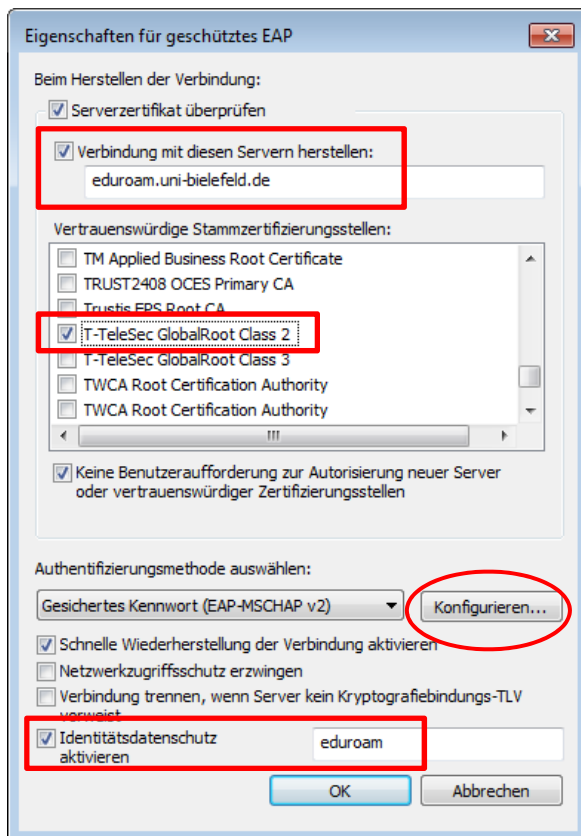 Eigenschaften für geschütztes EAP
Beim Herstellen der Verbindung:
Serverzertifikat überprüfen
Verbindung mit diesen Servern herstellen:
eduroam.uni-bielefeld.de
Vertrauenswürdige Stammzertifizierungsstellen:
TM Applied Business Root Certificate
TRUST2408 OCES Primary CA
Trustis FPS Root CA
T-TeleSec GlobalRoot Class 2
T-TeleSec GlobalRoot Class 3
TWCA Root Certification Authority
TWCA Root Certification Authority
Keine Benutzeraufforderung zur Autorisierung neuer Server
oder vertrauenswürdiger Zertifizierungsstellen
Authentifizierungsmethode auswählen:
Gesichertes Kennwort (EAP-MSCHAP v2) Konfigurieren...
Schnelle Wiederherstellung der Verbindung aktivieren
Netzwerkzugriffsschutz erzwingen
Verbindung trennen, wenn Server kein Kryptografiebindungs-TLV
vorweist
Identitätsdatenschutz eduroam
aktivieren
OK Abbrechen